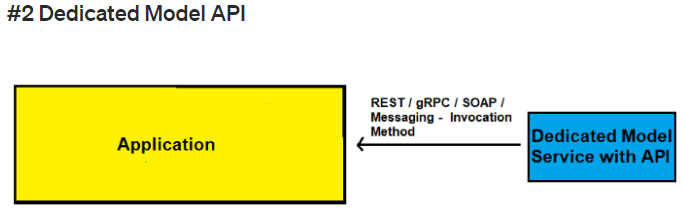 #2 Dedicated Model API
REST / gRPC / SOAP /
Messaging - Invocation
Method
Application
Dedicated Model
Service with API